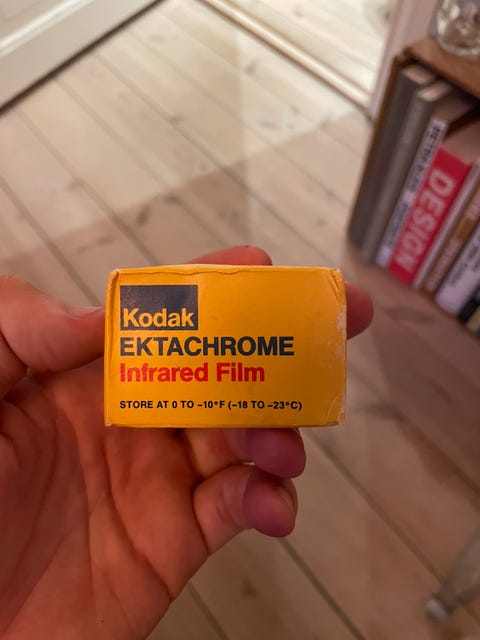 Kodak
EKTACHROME
Infrared Film
STORE AT 0 TO –10°F (–18 TO –23°C)
DESIGN